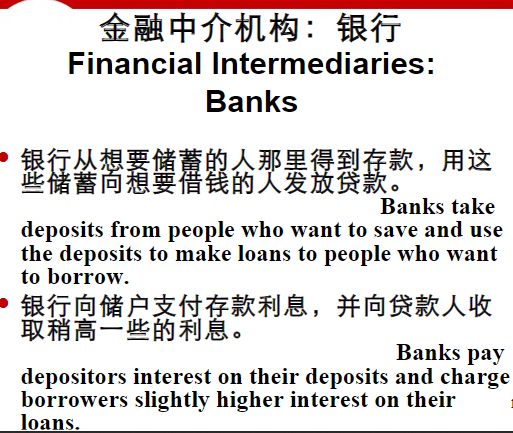 金融中介机构：银行
Financial Intermediaries:
Banks
银行从想要储蓄的人那里得到存款，用这
些储蓄向想要借钱的人发放贷款。
Banks take
deposits from people who want to save and use
the deposits to make loans to people who want
to borrow.
银行向储户支付存款利息，并向贷款人收
取稍高一些的利息。
Banks pay
depositors interest on their deposits and charge
borrowers slightly higher interest on their
loans.